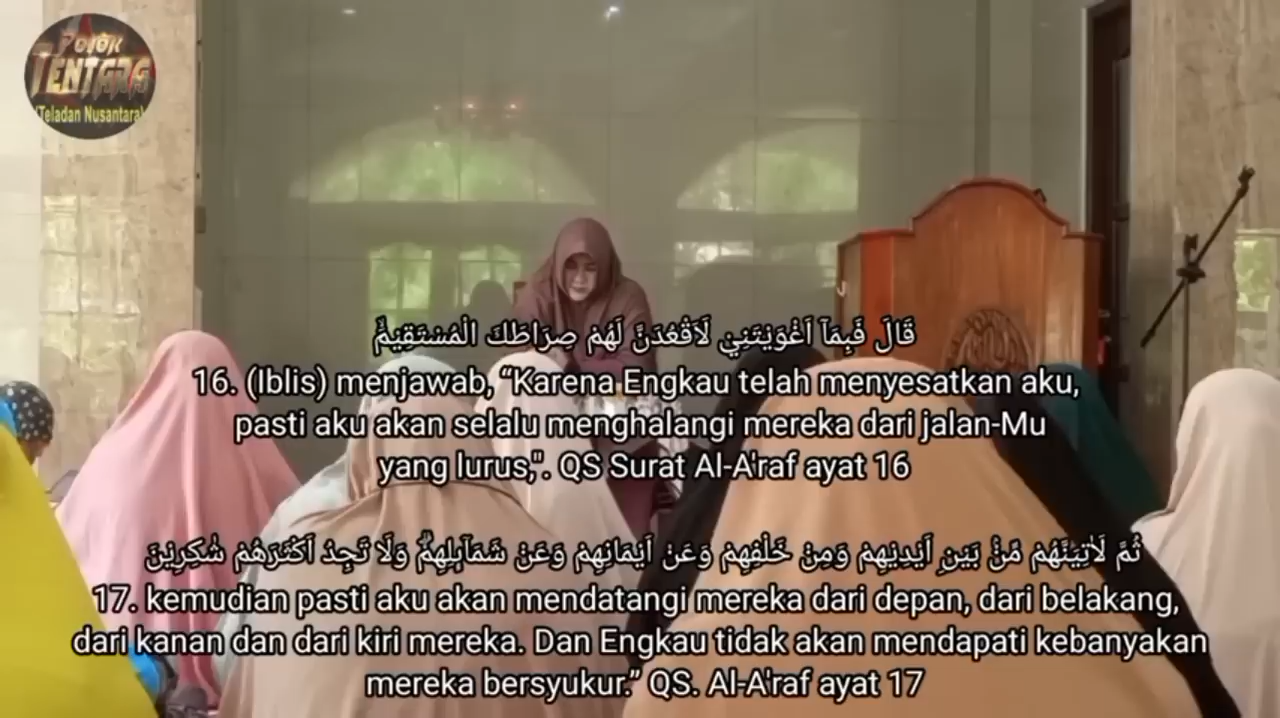 Pojok
TENTARA
(Teladan Nusantara)
قَالَ فَبِمَآ اَغْوَيْتَنِيْ لَاَقْعُدَنَّ لَهُمْ صِرَاطَكَ الْمُسْتَقِيْمَۙ
16. (Iblis) menjawab, “Karena Engkau telah menyesatkan aku,
pasti aku akan selalu menghalangi mereka dari jalan-Mu
yang lurus,". QS Surat Al-A'raf ayat 16
ثُمَّ لَاٰتِيَنَّهُمْ مِّنْۢ بَيْنِ اَيْدِيْهِمْ وَمِنْ خَلْفِهِمْ وَعَنْ اَيْمَانِهِمْ وَعَنْ شَمَاۤىِٕلِهِمْۗ وَلَا تَجِدُ اَكْثَرَهُمْ شٰكِرِيْنَ
17. kemudian pasti aku akan mendatangi mereka dari depan, dari belakang,
dari kanan dan dari kiri mereka. Dan Engkau tidak akan mendapati kebanyakan
mereka bersyukur.” QS. Al-A'raf ayat 17